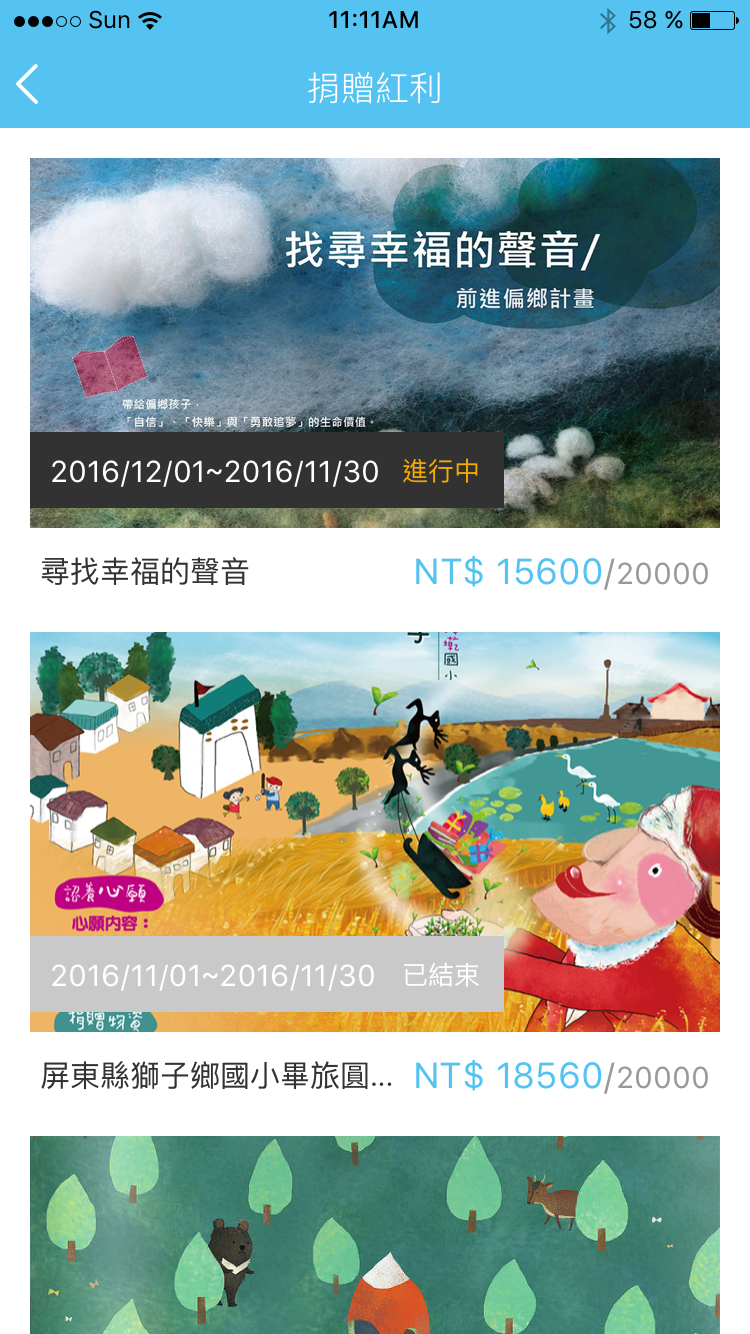 Sun
11:11AM
58 %
捐贈紅利
找尋幸福的聲音/
前進偏鄉計畫
帶給偏鄉孩子，
「自信」、「快樂」與「勇敢追夢」的生命價值。
2016/12/01~2016/11/30 進行中
尋找幸福的聲音 NT$ 15600/20000
國小
認養心願
心願內容：
2016/11/01~2016/11/30 已結束
捐贈物資
屏東縣獅子鄉國小畢旅圓... NT$ 18560/20000